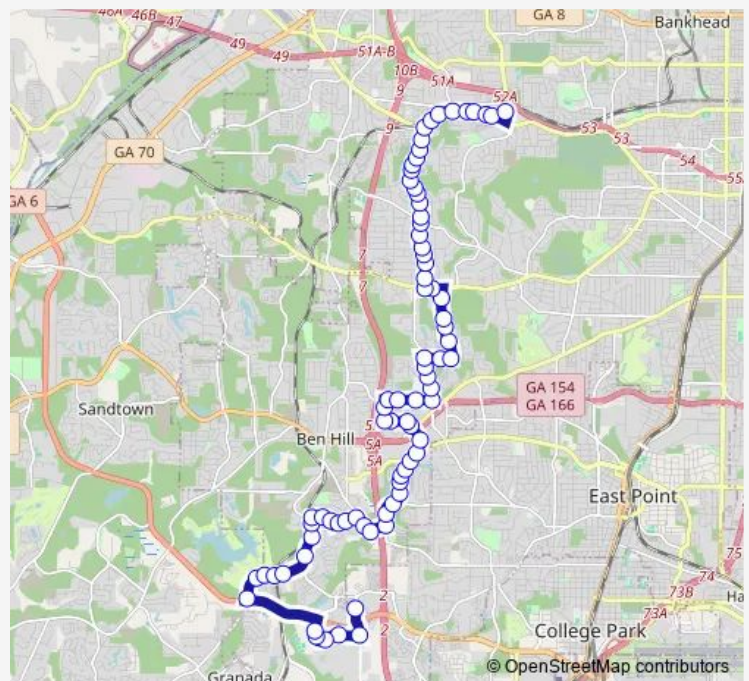 46A
46B
47
49
49
51A-B
GA 8
Bankhead
10B
9
51A
52A
9
53
53
54
55
GA 70
GA 6
7
7
GA 154
GA 166
Sandtown
Ben Hill
5
5A
5A
East Point
75
74
73B
Ha
73A
2
2
College Park
Granada
© OpenStreetMap contributors